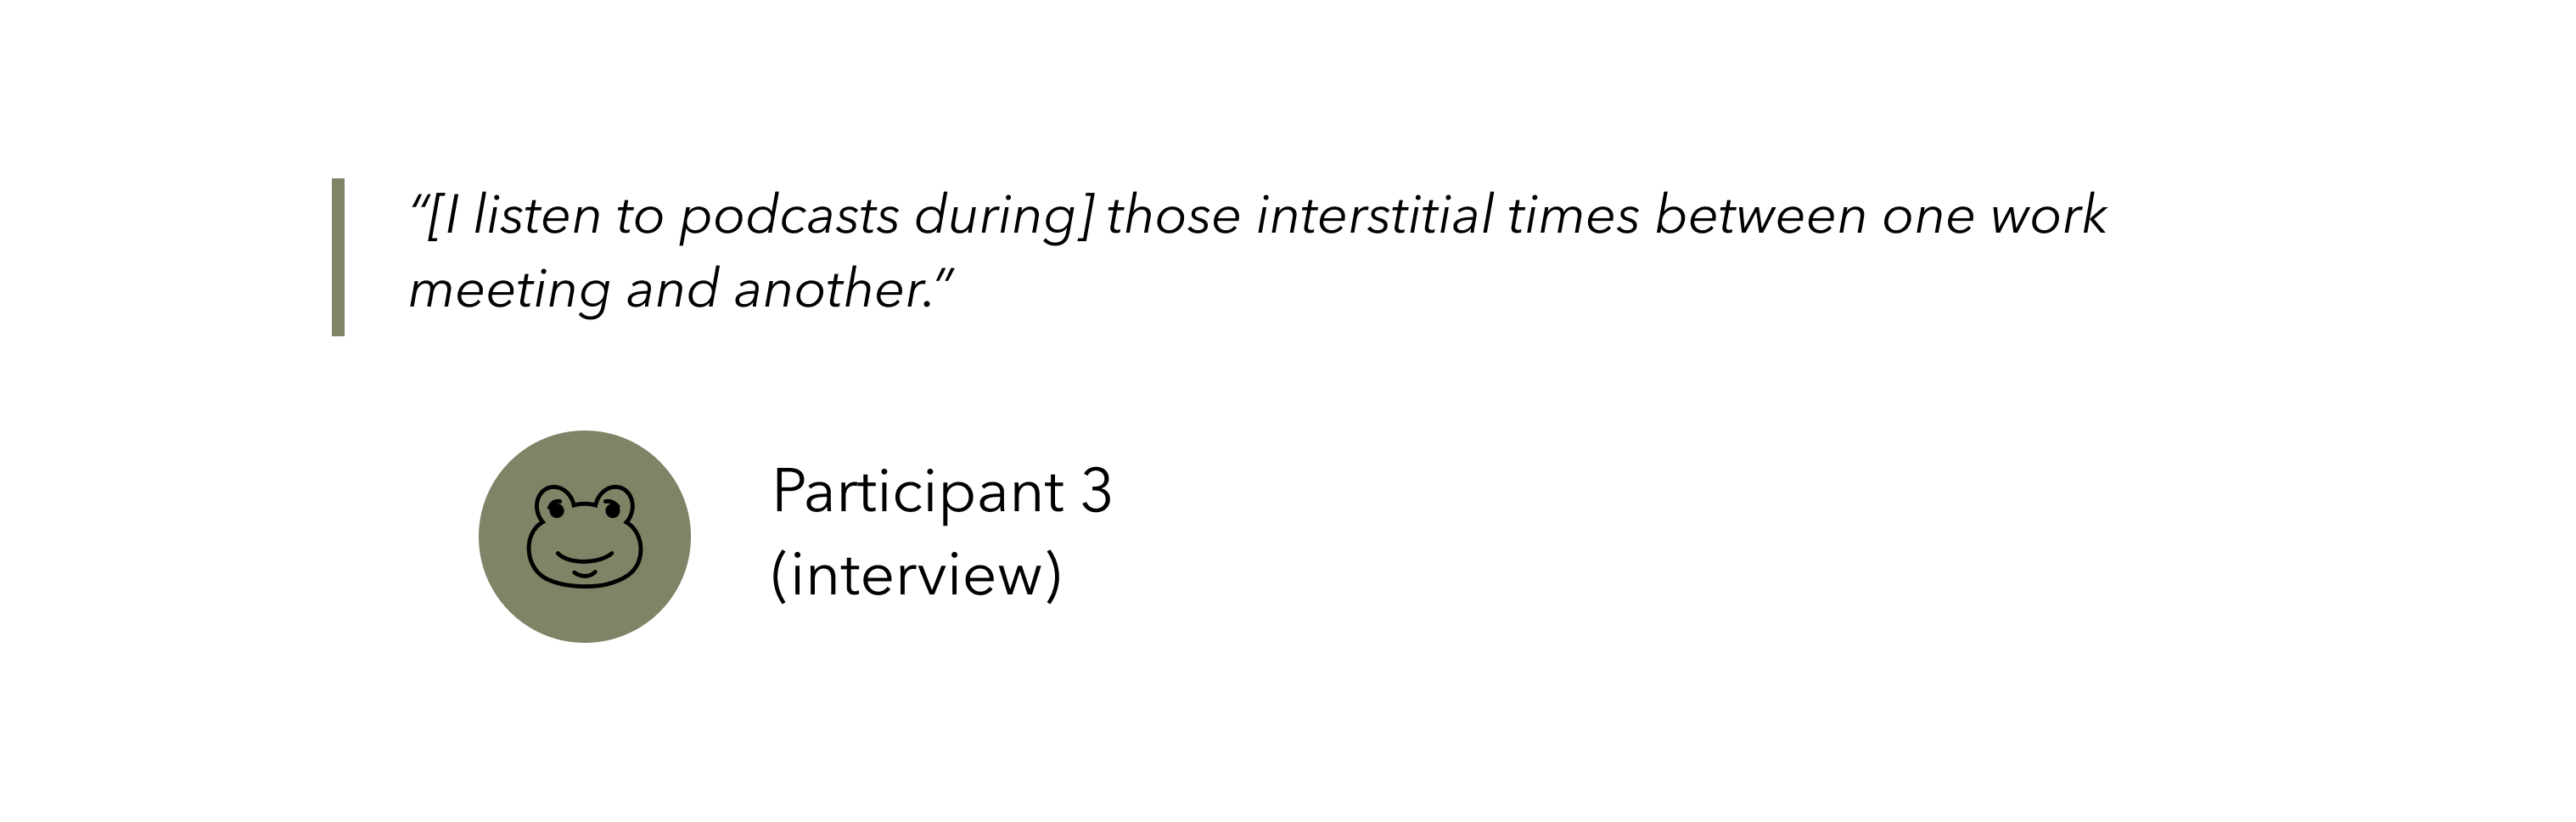 “[I listen to podcasts during] those interstitial times between one work
meeting and another.”
Participant 3
(interview)